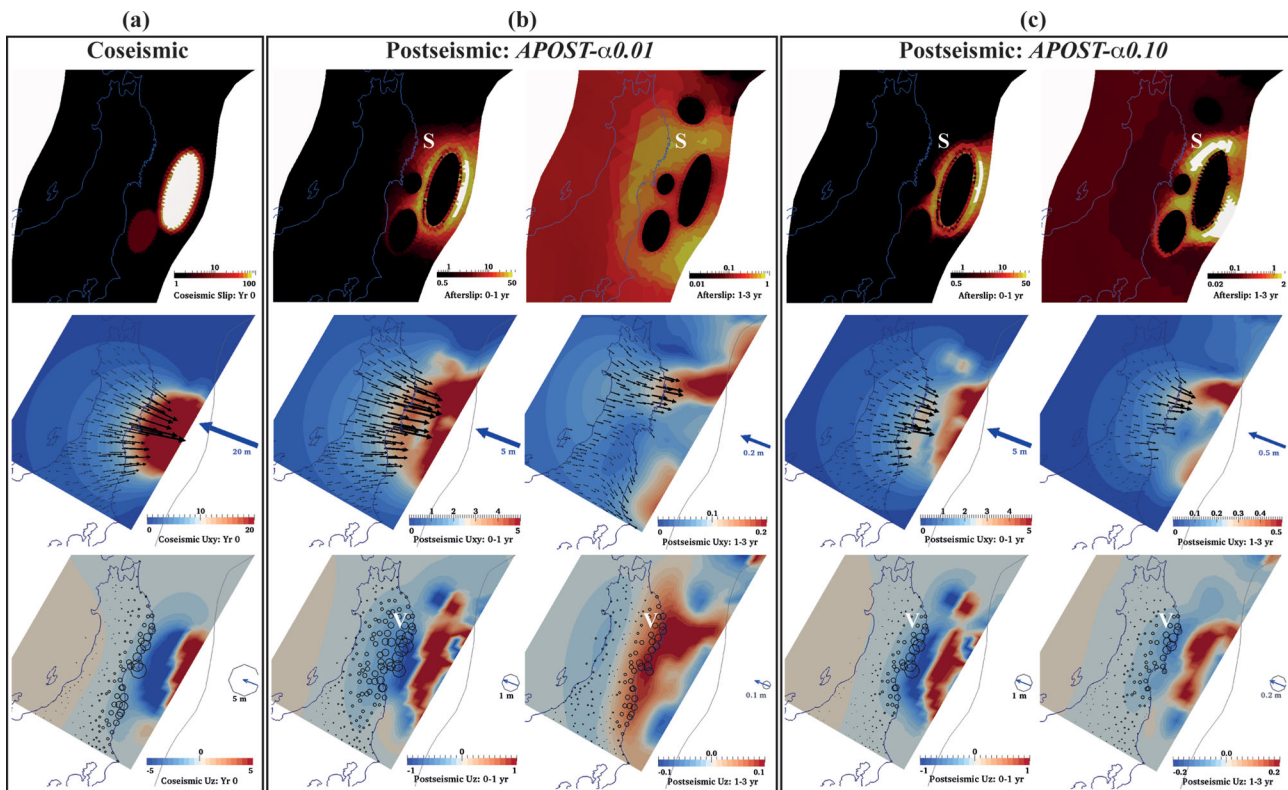 (a)
(b)
(c)
Coseismic
Postseismic: APOST-α0.01
Postseismic: APOST-α0.10
S
S
S
S
10
1
100
Coseismic Slip: Yr 0
1
10
0.5
50
Afterslip: 0-1 yr
0.1
0.01
1
Afterslip: 1-3 yr
1
10
0.5
50
Afterslip: 0-1 yr
0.1
1
0.02
2
Afterslip: 1-3 yr
20 m
5 m
0.2 m
5 m
0.5 m
10
0
20
Coseismic Uxy: Yr 0
1 2 3 4
0
5
Postseismic Uxy: 0-1 yr
0.1
0
0.2
Postseismic Uxy: 1-3 yr
1 2 3 4
0
5
Postseismic Uxy: 0-1 yr
0.1 0.2 0.3 0.4
0
0.5
Postseismic Uxy: 1-3 yr
V
V
V
V
5 m
1 m
0.1 m
1 m
0.2 m
0
-5
5
Coseismic Uz: Yr 0
0
-1
1
Postseismic Uz: 0-1 yr
0.0
-0.1
0.1
Postseismic Uz: 1-3 yr
0
-1
1
Postseismic Uz: 0-1 yr
0.0
-0.2
0.2
Postseismic Uz: 1-3 yr